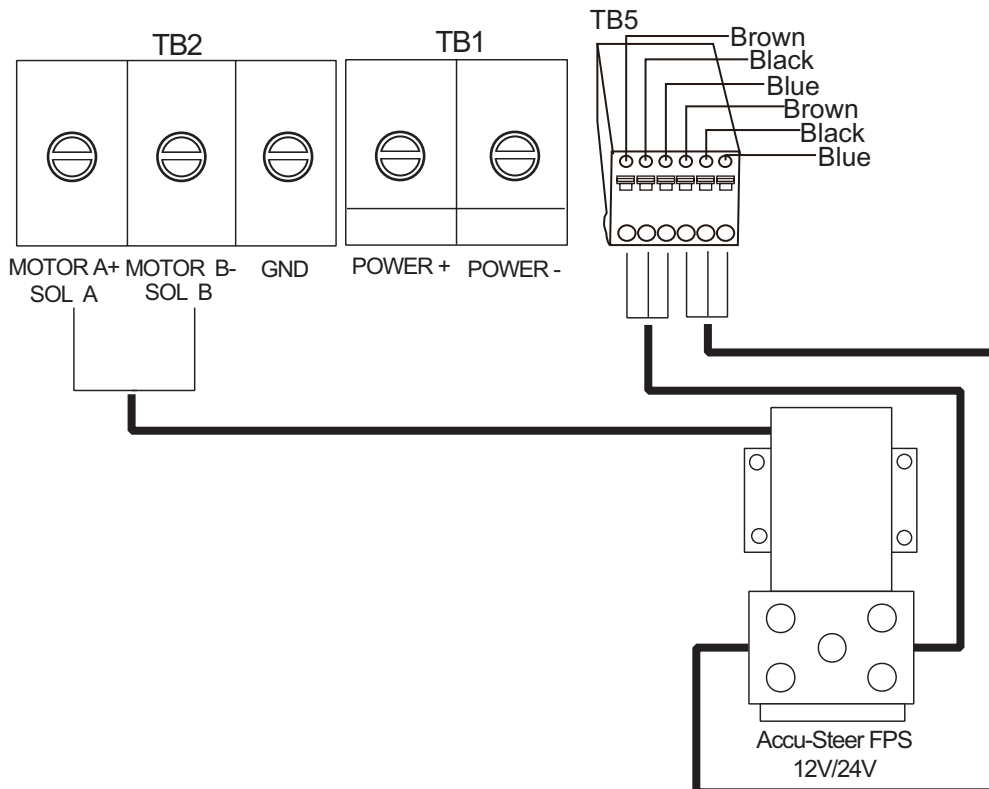 TB2
TB1
TB5
Brown
Black
Blue
Brown
Black
Blue
MOTOR A+
SOL A
MOTOR B-
SOL B
GND
POWER +
POWER -
Accu-Steer FPS
12V/24V